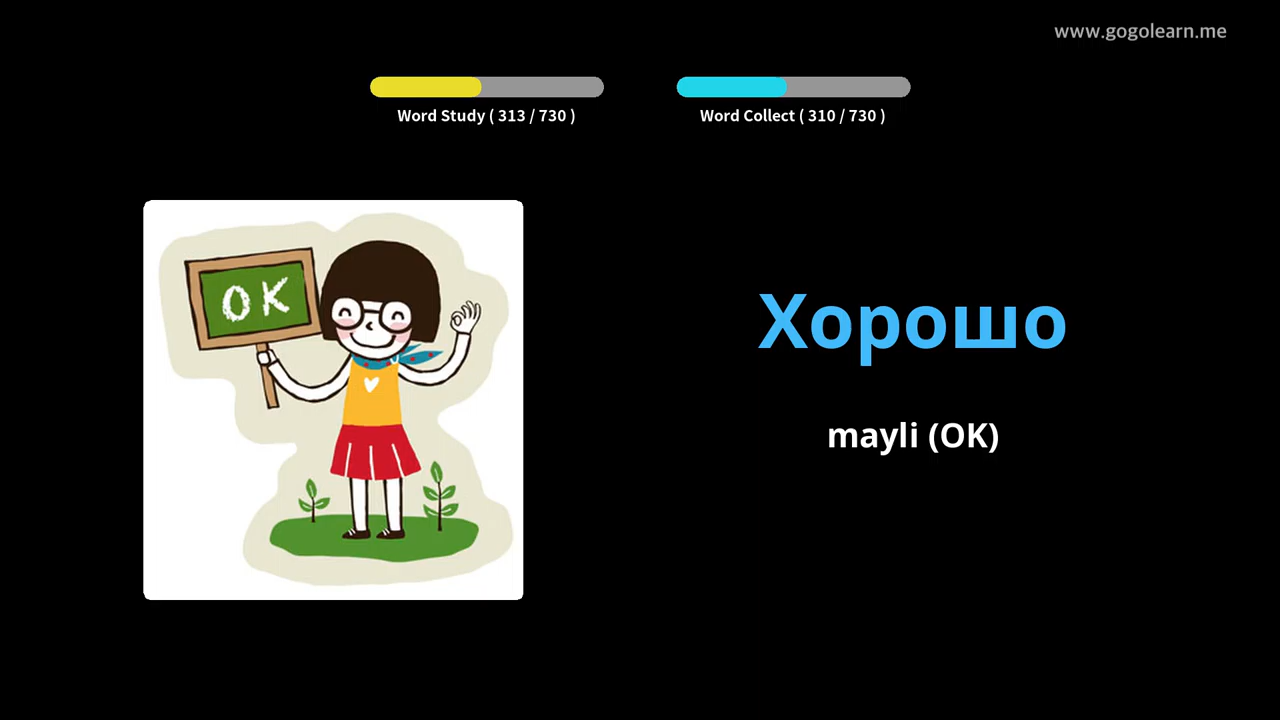 www.gogolearn.me
Word Study ( 313 / 730 )
Word Collect ( 310 / 730 )
OK
Хорошо
mayli (OK)